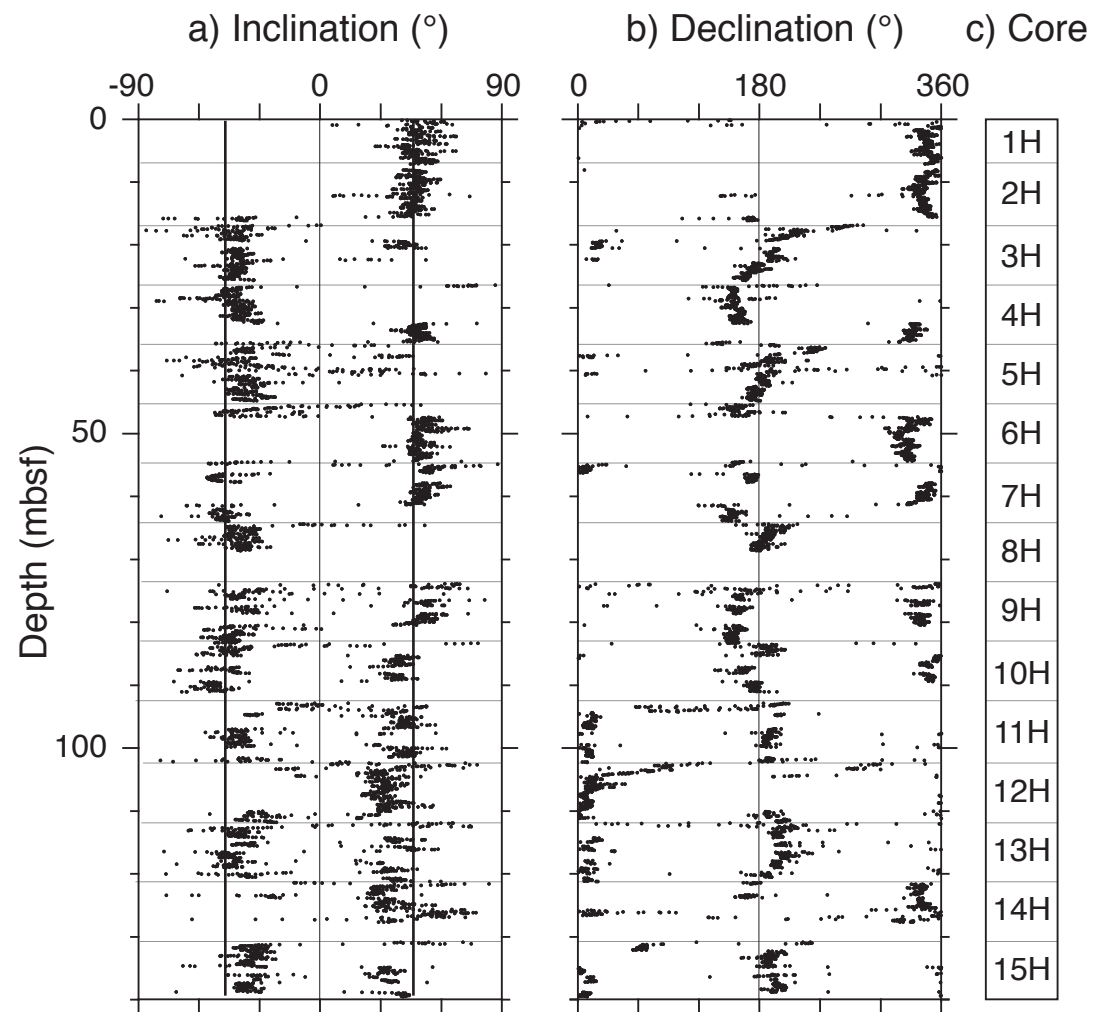 a) Inclination (°) b) Declination (°) c) Core
-90 0 90 0 180 360
0
50
100
Depth (mbsf)
1H
2H
3H
4H
5H
6H
7H
8H
9H
10H
11H
12H
13H
14H
15H